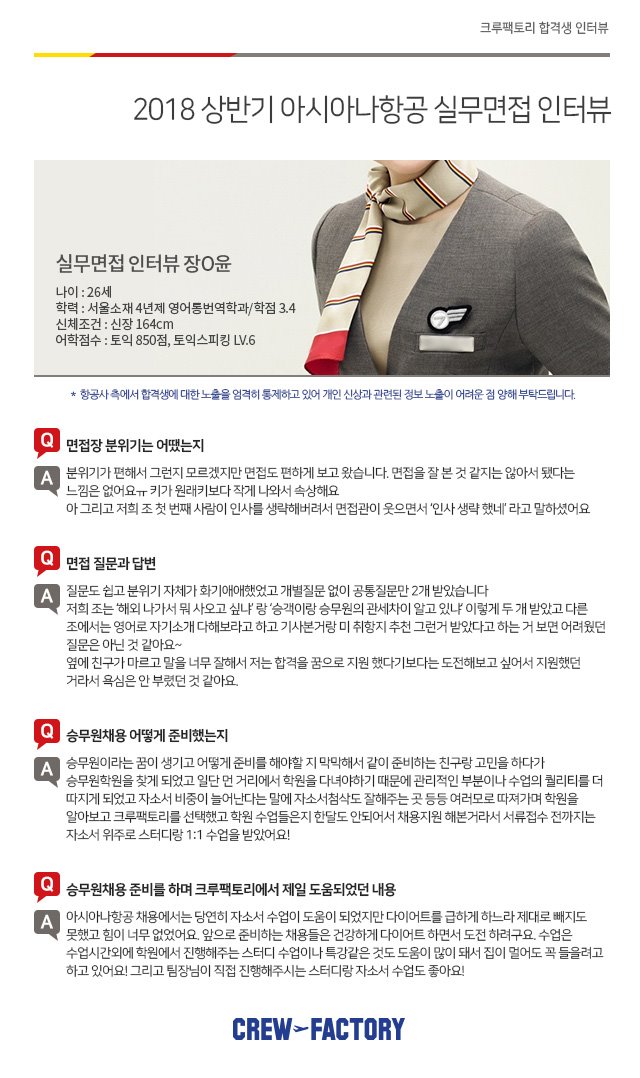 크루팩토리 합격생 인터뷰
2018 상반기 아시아나항공 실무면접 인터뷰
실무면접 인터뷰 장O윤
나이 : 26세
학력 : 서울소재 4년제 영어통번역학과/학점 3.4
신체조건 : 신장 164cm
어학점수 : 토익 850점, 토익스피킹 LV.6
* 항공사 측에서 합격생에 대한 노출을 엄격히 통제하고 있어 개인 신상과 관련된 정보 노출이 어려운 점 양해 부탁드립니다.
Q 면접장 분위기는 어땠는지
A 분위기가 편해서 그런지 모르겠지만 면접도 편하게 보고 왔습니다. 면접을 잘 본 것 같지는 않아서 됐다는
느낌은 없어요ㅠ 키가 원래키보다 작게 나와서 속상해요
아 그리고 저희 조 첫 번째 사람이 인사를 생략해버려서 면접관이 웃으면서 ‘인사 생략 했네’ 라고 말하셨어요
Q 면접 질문과 답변
A 질문도 쉽고 분위기 자체가 화기애애했었고 개별질문 없이 공통질문만 2개 받았습니다
저희 조는 ‘해외 나가서 뭐 사오고 싶냐’ 랑 ‘승객이랑 승무원의 관세차이 알고 있냐’ 이렇게 두 개 받았고 다른
조에서는 영어로 자기소개 다해보라고 하고 기사본거랑 미 취항지 추천 그런거 받았다고 하는 거 보면 어려웠던
질문은 아닌 것 같아요~
옆에 친구가 마르고 말을 너무 잘해서 저는 합격을 꿈으로 지원 했다기보다는 도전해보고 싶어서 지원했던
거라서 욕심은 안 부렸던 것 같아요.
Q 승무원채용 어떻게 준비했는지
A 승무원이라는 꿈이 생기고 어떻게 준비를 해야할 지 막막해서 같이 준비하는 친구랑 고민을 하다가
승무원학원을 찾게 되었고 일단 먼 거리에서 학원을 다녀야하기 때문에 관리적인 부분이나 수업의 퀄리티를 더
따지게 되었고 자소서 비중이 늘어난다는 말에 자소서첨삭도 잘해주는 곳 등등 여러모로 따져가며 학원을
알아보고 크루팩토리를 선택했고 학원 수업들은지 한달도 안되어서 채용지원 해본거라서 서류접수 전까지는
자소서 위주로 스터디랑 1:1 수업을 받았어요!
Q 승무원채용 준비를 하며 크루팩토리에서 제일 도움되었던 내용
A 아시아나항공 채용에서는 당연히 자소서 수업이 도움이 되었지만 다이어트를 급하게 하느라 제대로 빼지도
못했고 힘이 너무 없었어요. 앞으로 준비하는 채용들은 건강하게 다이어트 하면서 도전 하려구요. 수업은
수업시간외에 학원에서 진행해주는 스터디 수업이나 특강같은 것도 도움이 많이 돼서 집이 멀어도 꼭 들을려고
하고 있어요! 그리고 팀장님이 직접 진행해주시는 스터디랑 자소서 수업도 좋아요!
CREW FACTORY